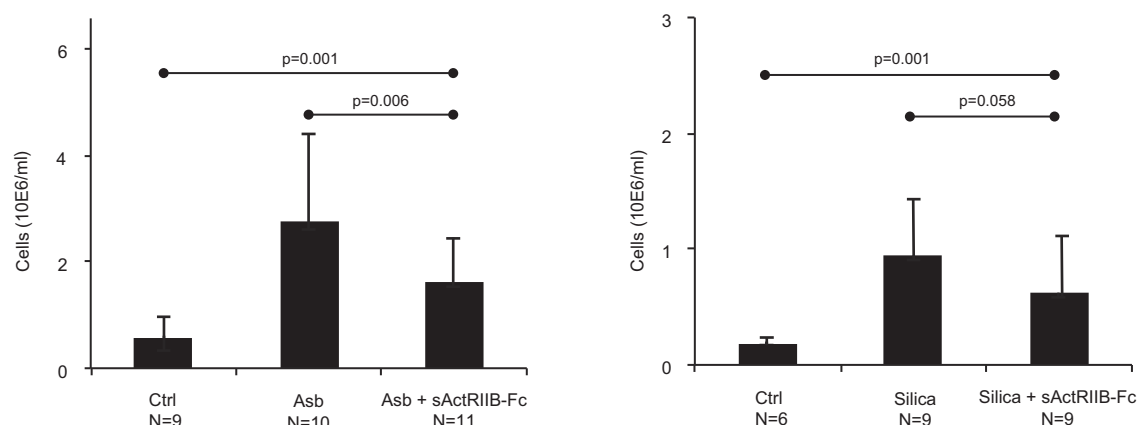 6
4
2
0
Cells (10E6/ml)
p=0.001
p=0.006
Ctrl
N=9
Asb
N=10
Asb + sActRIIB-Fc
N=11
3
2
1
0
Cells (10E6/ml)
p=0.001
p=0.058
Ctrl
N=6
Silica
N=9
Silica + sActRIIB-Fc
N=9